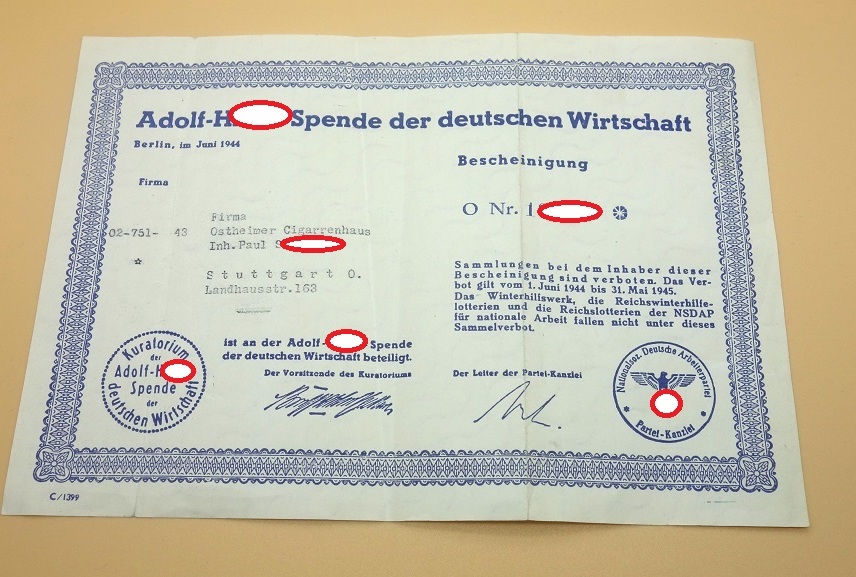 Adolf-H Spende der deutschen Wirtschaft
Berlin, im Juni 1944
Firma
02-751- 43
Firma
Ostheimer Cigarrenhaus
Inh. Paul S
Stuttgart O.
Landhausstr. 163
ist an der Adolf- Spende
der deutschen Wirtschaft beteiligt.
Der Vorsitzende des Kuratoriums
Kuratorium
der
Adolf-H
Spende
der
deutschen Wirtschaft
Bescheinigung
O Nr. 1
Sammlungen bei dem Inhaber dieser
Bescheinigung sind verboten. Das Ver-
bot gilt vom 1. Juni 1944 bis 31. Mai 1945.
Das Winterhilfswerk, die Reichswinterhilfe-
lotterien und die Reichslotterien der NSDAP
für nationale Arbeit fallen nicht unter dieses
Sammelverbot.
Der Leiter der Partei-Kanzlei
Nationalsoz. Deutsche Arbeiterpartei
Partei-Kanzlei
C/1399